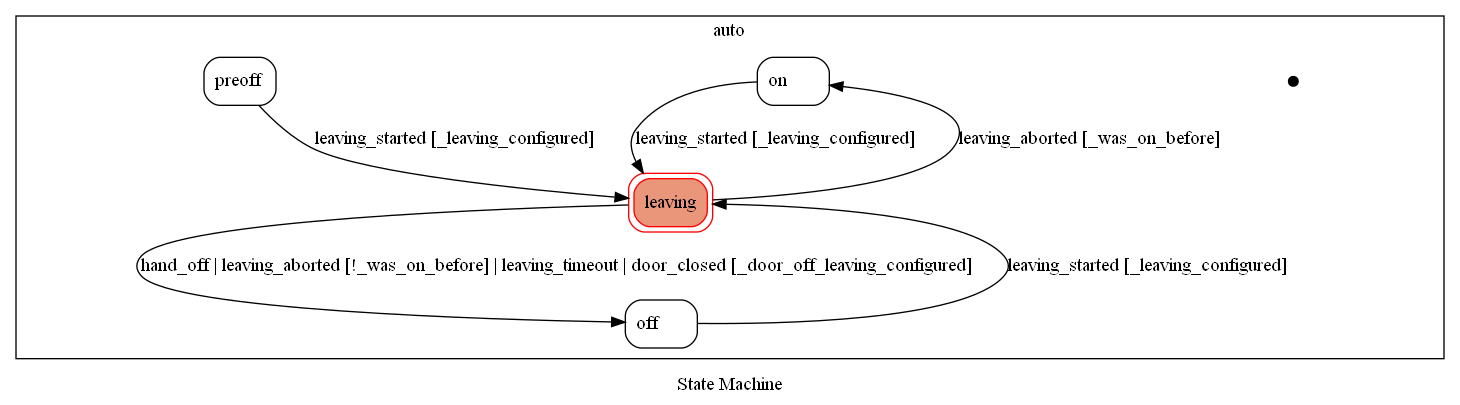 auto
preoff
on
leaving_started [_leaving_configured]
leaving_started [_leaving_configured]
leaving_aborted [_was_on_before]
leaving
hand_off | leaving_aborted [!_was_on_before] | leaving_timeout | door_closed [_door_off_leaving_configured]
leaving_started [_leaving_configured]
off
State Machine